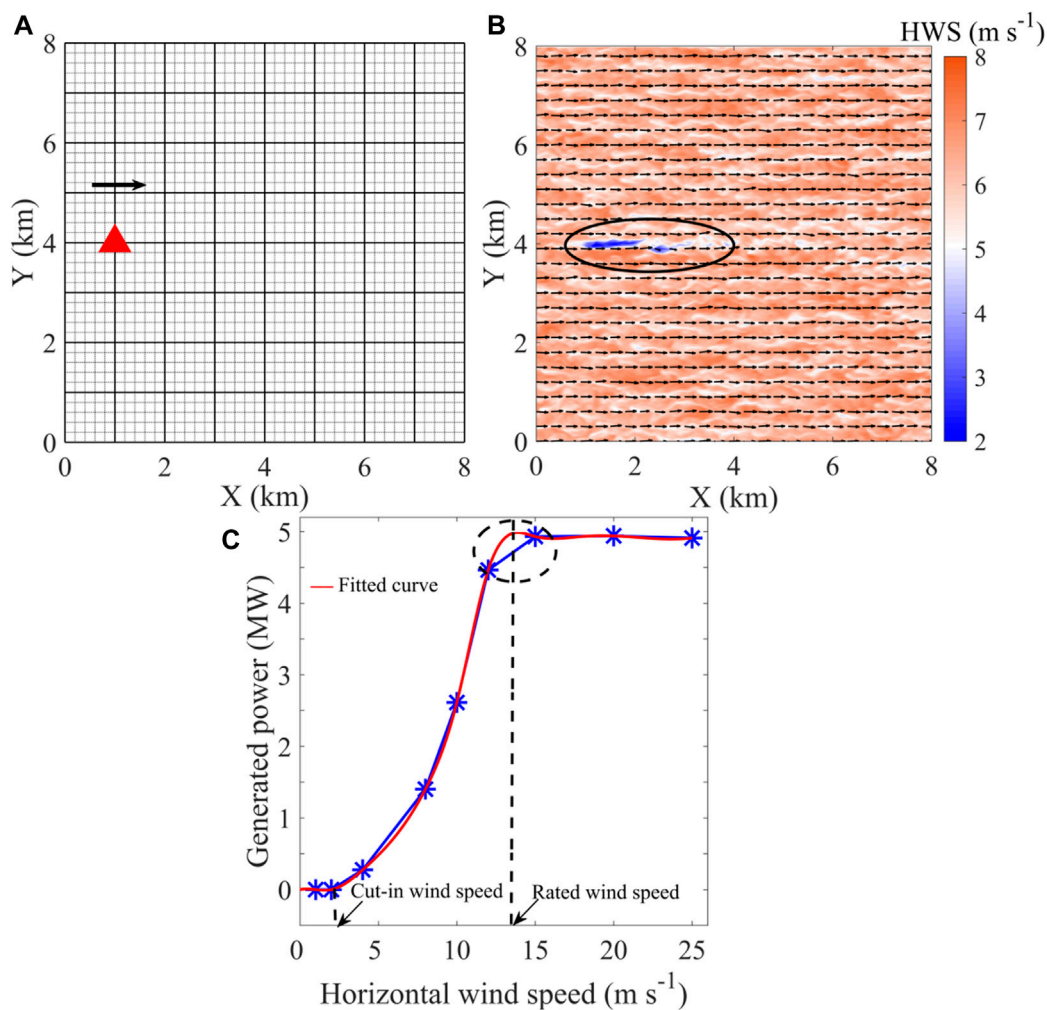 A
8
6
4
2
0
Y (km)
0 2 4 6 8
X (km)
B
HWS (m s⁻¹)
8
6
4
2
0
Y (km)
0 2 4 6 8
X (km)
8
7
6
5
4
3
2
C
5
4
3
2
1
0
Generated power (MW)
Fitted curve
Cut-in wind speed
Rated wind speed
0 5 10 15 20 25
Horizontal wind speed (m s⁻¹)